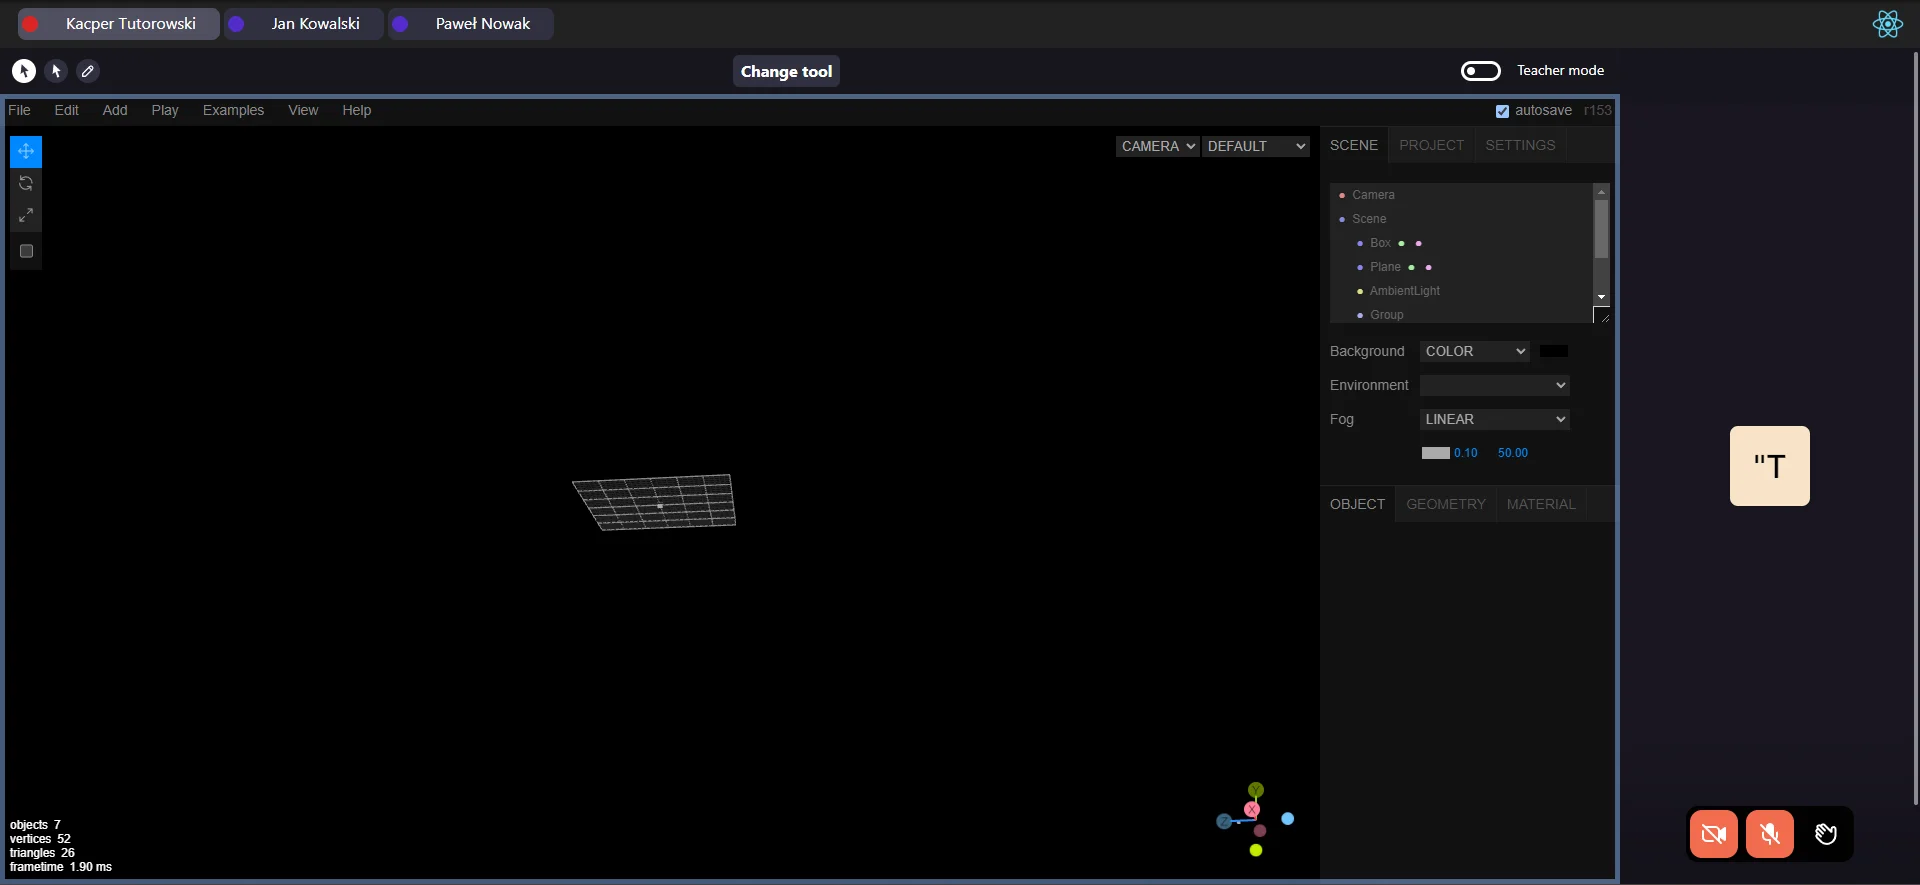 Kacper Tutorowski Jan Kowalski Paweł Nowak
Change tool Teacher mode
File Edit Add Play Examples View Help autosave r153
CAMERA DEFAULT SCENE PROJECT SETTINGS
Camera
Scene
Box
Plane
AmbientLight
Group
Background COLOR
Environment
Fog LINEAR
0.10 50.00
"T
OBJECT GEOMETRY MATERIAL
Y
X
Z
objects 7
vertices 52
triangles 26
frametime 1.90 ms